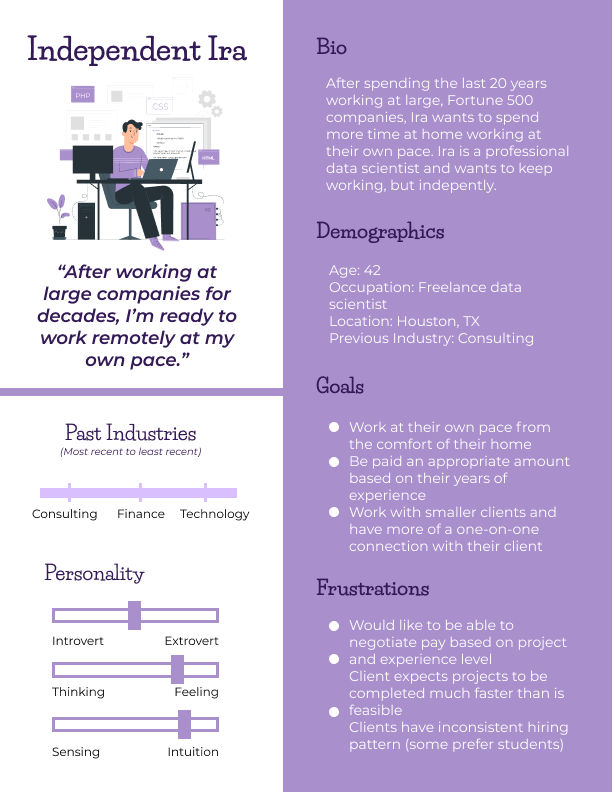 Independent Ira
PHP
CSS
HTML
“After working at
large companies for
decades, I’m ready to
work remotely at my
own pace.”
Past Industries
(Most recent to least recent)
Consulting Finance Technology
Personality
Introvert Extrovert
Thinking Feeling
Sensing Intuition
Bio
After spending the last 20 years
working at large, Fortune 500
companies, Ira wants to spend
more time at home working at
their own pace. Ira is a professional
data scientist and wants to keep
working, but indepently.
Demographics
Age: 42
Occupation: Freelance data
scientist
Location: Houston, TX
Previous Industry: Consulting
Goals
Work at their own pace from
the comfort of their home
Be paid an appropriate amount
based on their years of
experience
Work with smaller clients and
have more of a one-on-one
connection with their client
Frustrations
Would like to be able to
negotiate pay based on project
and experience level
Client expects projects to be
completed much faster than is
feasible
Clients have inconsistent hiring
pattern (some prefer students)